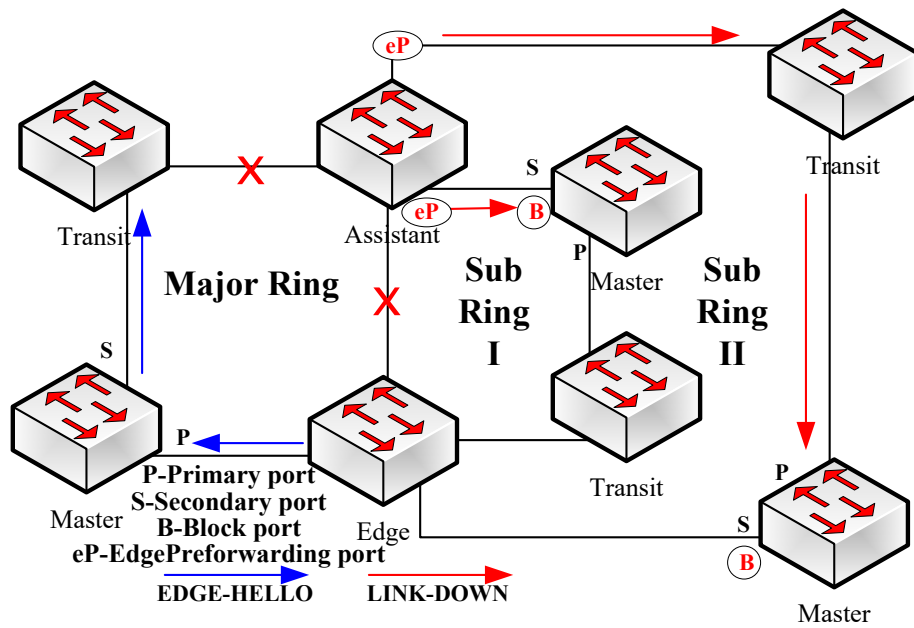 eP
Transit
S
Transit
Assistant
eP
B
P
Master
Major Ring
Sub
Ring
I
Sub
Ring
II
S
P
Master
P-Primary port
S-Secondary port
B-Block port
eP-EdgePreforwarding port
Edge
Transit
P
S
B
Master
EDGE-HELLO
LINK-DOWN
X
X